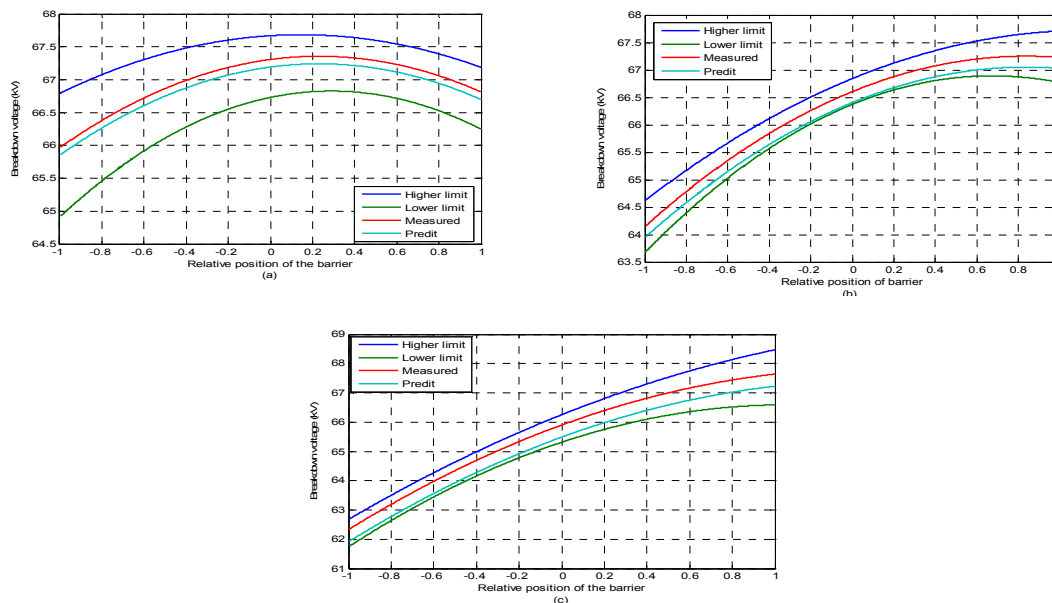 68
67.5
67
66.5
66
65.5
65
64.5
Breakdown voltage (kV)
Higher limit
Lower limit
Measured
Predit
-1 -0.8 -0.6 -0.4 -0.2 0 0.2 0.4 0.6 0.8 1
Relative position of the barrier
(a)
68
67.5
67
66.5
66
65.5
65
64.5
64
63.5
Breakdown voltage (kV)
Higher limit
Lower limit
Measured
Predit
-1 -0.8 -0.6 -0.4 -0.2 0 0.2 0.4 0.6 0.8
Relative position of barrier
(b)
69
68
67
66
65
64
63
62
61
Breakdown voltage (KV)
Higher limit
Lower limit
Measured
Predit
-1 -0.8 -0.6 -0.4 -0.2 0 0.2 0.4 0.6 0.8 1
Relative position of the barrier
(c)